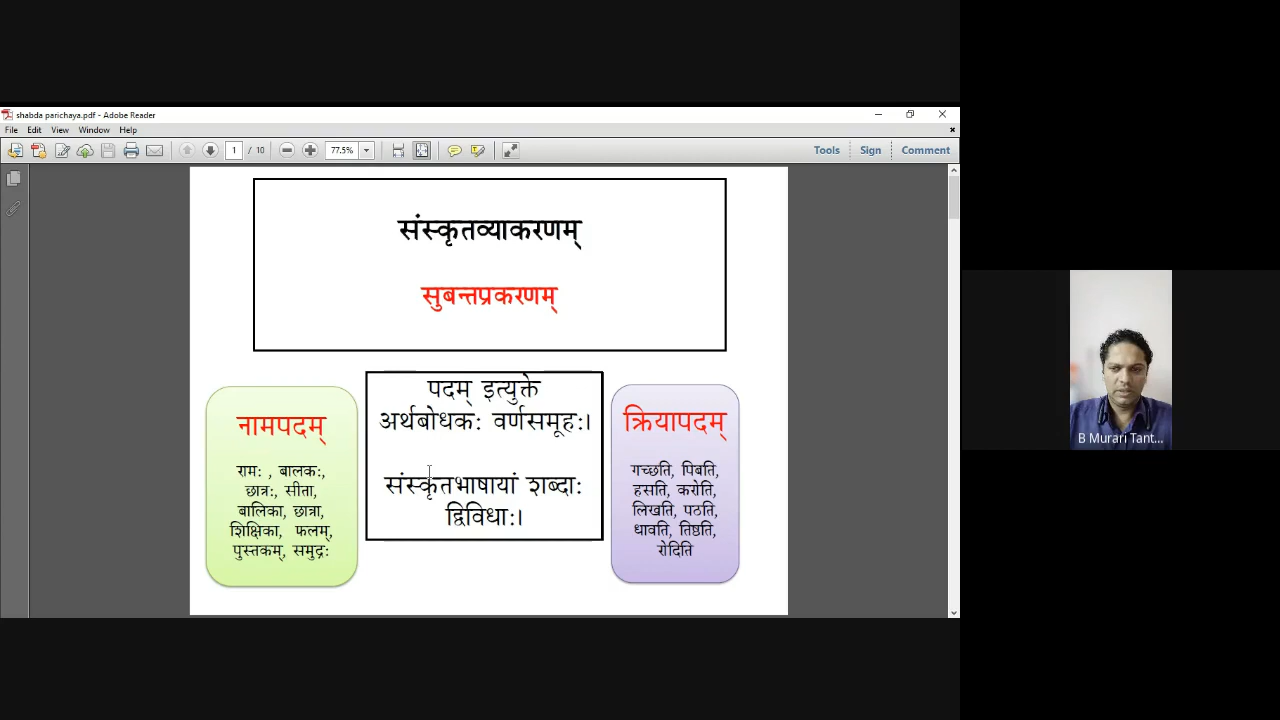 shabda parichaya.pdf - Adobe Reader
File Edit View Window Help
1 / 10 77.5% Tools Sign Comment
संस्कृतव्याकरणम्
सुबन्तप्रकरणम्
नामपदम्
रामः , बालकः,
छात्रः, सीता,
बालिका, छात्रा,
शिक्षिका, फलम्,
पुस्तकम्, समुद्रः
पदम् इत्युक्ते
अर्थबोधकः वर्णसमूहः।
संस्कृतभाषायां शब्दाः
द्विविधाः।
क्रियापदम्
गच्छति, पिबति,
हसति, करोति,
लिखति, पठति,
धावति, तिष्ठति,
रोदिति
B Murari Tant...